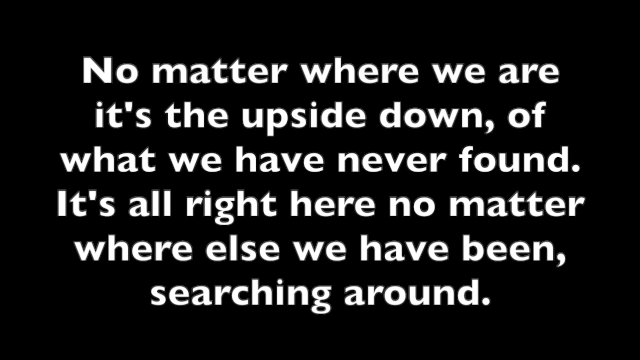 No matter where we are
it's the upside down, of
what we have never found.
It's all right here no matter
where else we have been,
searching around.